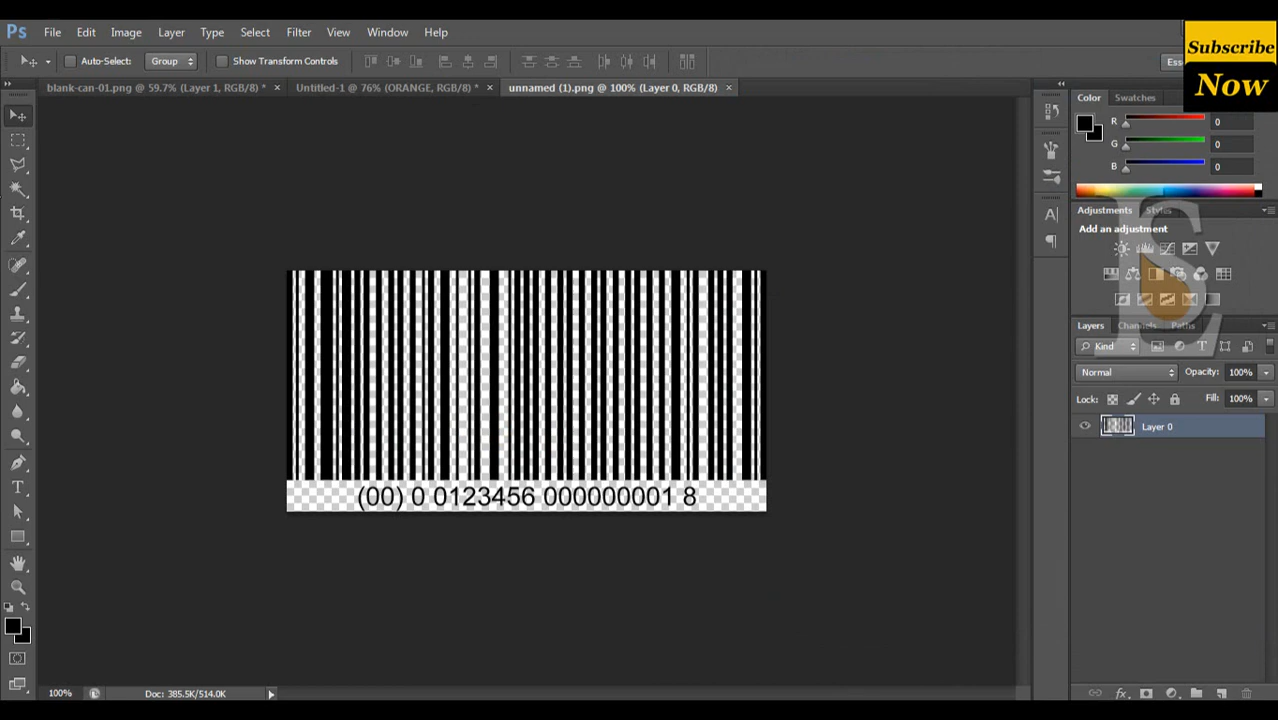 Ps File Edit Image Layer Type Select Filter View Window Help
Subscribe
Now
Auto-Select: Group Show Transform Controls
blank-can-01.png @ 59.7% (Layer 1, RGB/8) * × Untitled-1 @ 76% (ORANGE, RGB/8) * × unnamed (1).png @ 100% (Layer 0, RGB/8) ×
Color Swatches
R 0
G 0
B 0
Adjustments Styles
Add an adjustment
Layers Channels Paths
Kind
Normal Opacity: 100%
Lock: Fill: 100%
Layer 0
(00) 0 0123456 000000001 8
100% Doc: 385.5K/514.0K